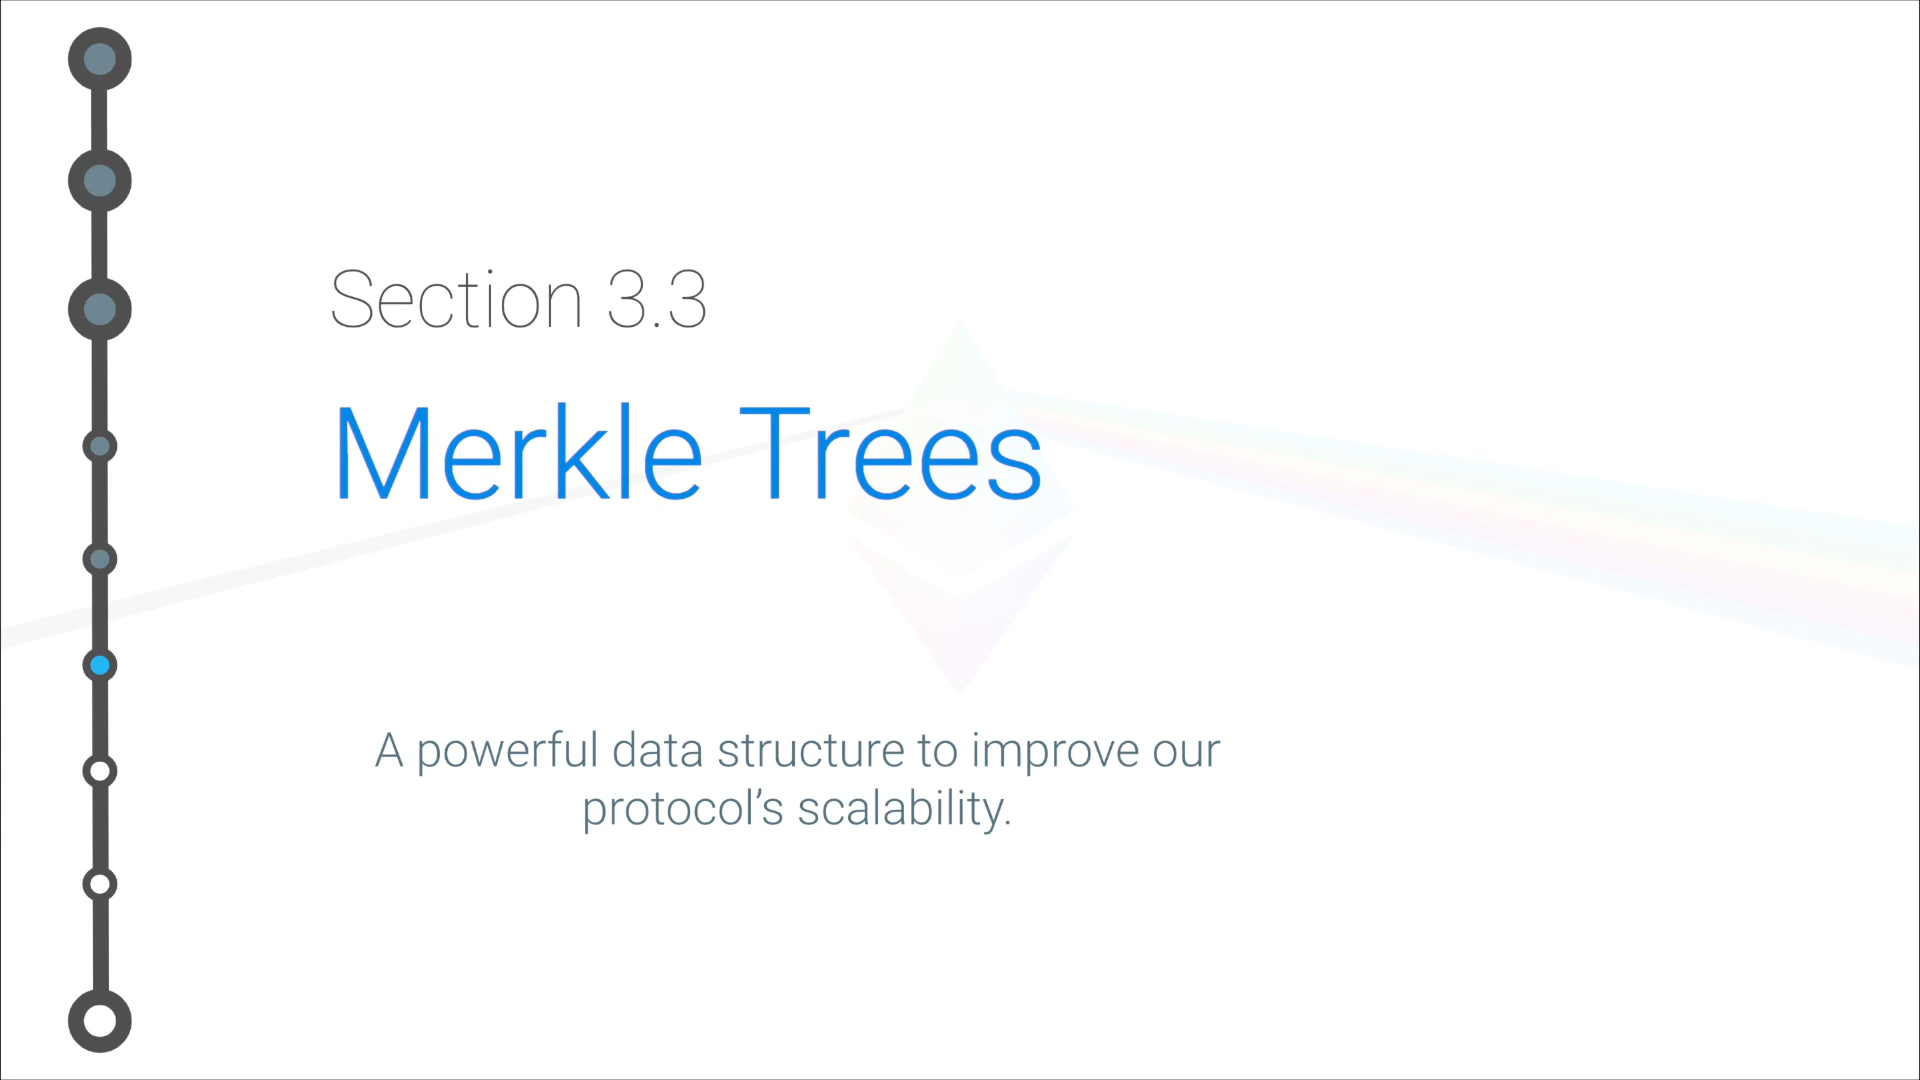 Section 3.3
Merkle Trees
A powerful data structure to improve our
protocol’s scalability.